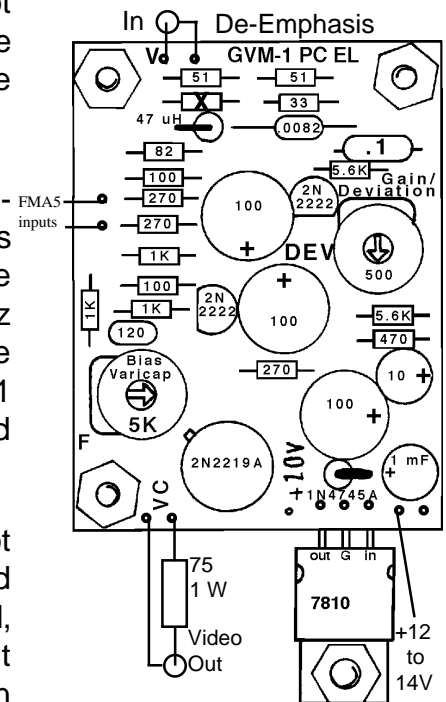 In De-Emphasis
V GVM-1 PC EL
51 51
X 33
47 uH .0082
82 .1
100 5.6K
FMA5 270 2N 2222 Gain/ Deviation
inputs 270 100
1K DEV
500
100 2N 2222
1K 1K 100 5.6K
120 470
Bias 270 10
Varicap
5K 100
F
2N2219A +10V 1 mF
VC 1N4745A
75 out G in
1 W
7810
Video +12
Out to
14V